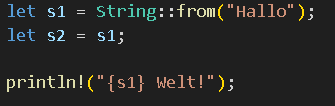 let s1 = String::from("Hallo");
let s2 = s1;
println!("{s1} Welt!");